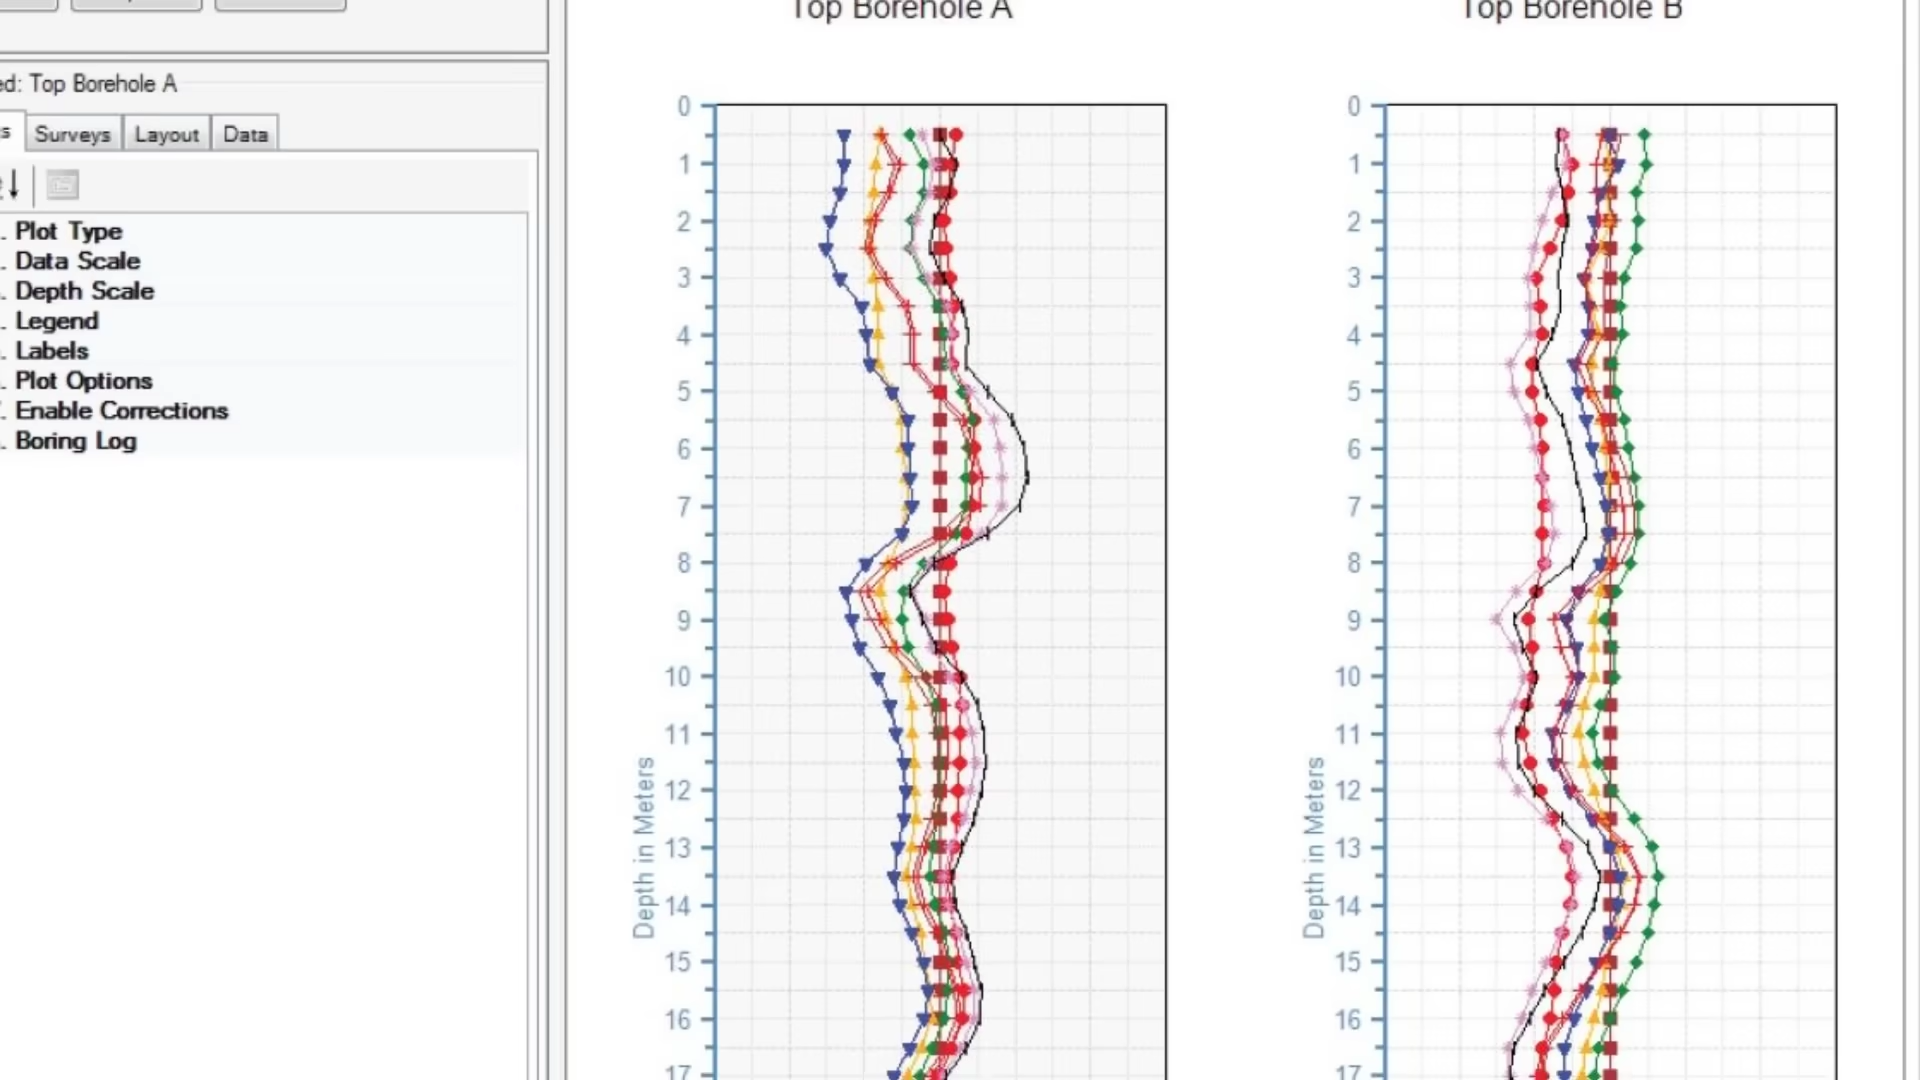 Top Borehole A
Top Borehole B
ed: Top Borehole A
s
Surveys
Layout
Data
. Plot Type
. Data Scale
. Depth Scale
. Legend
. Labels
. Plot Options
. Enable Corrections
. Boring Log
Depth in Meters
0
1
2
3
4
5
6
7
8
9
10
11
12
13
14
15
16
17
Depth in Meters
0
1
2
3
4
5
6
7
8
9
10
11
12
13
14
15
16
17